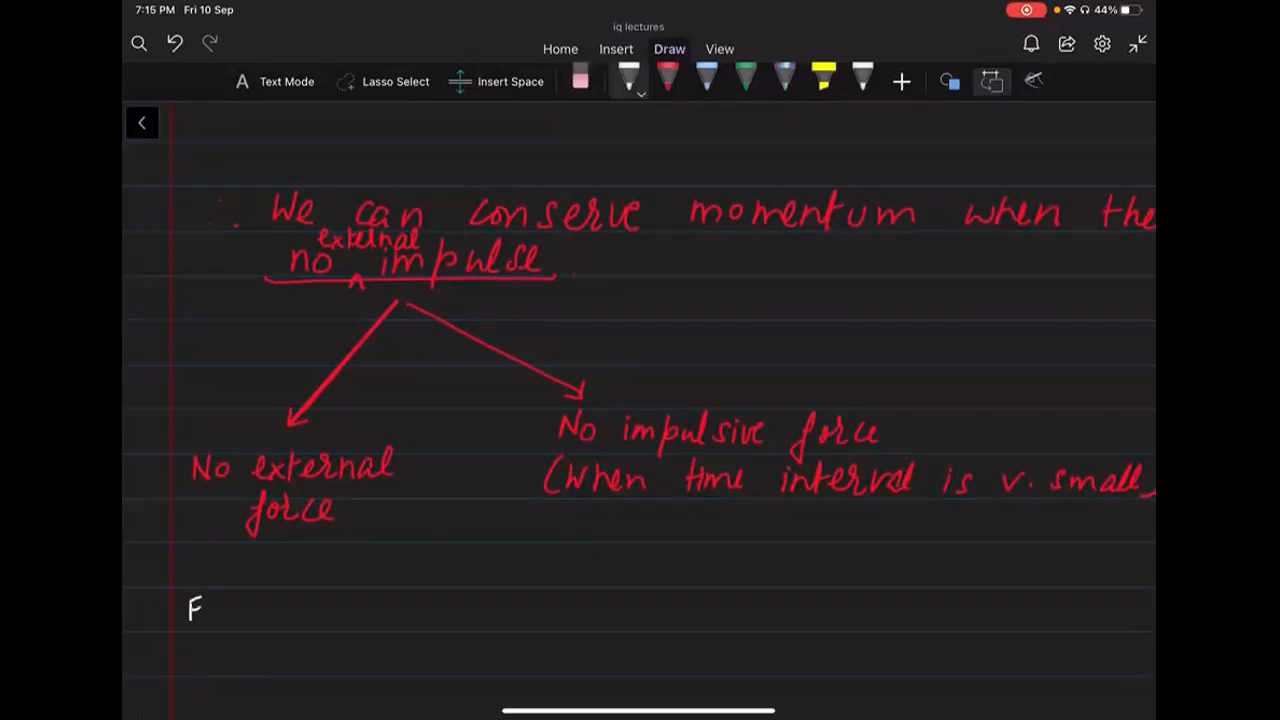 7:15 PM Fri 10 Sep
44%
iq lectures
Home Insert Draw View
A Text Mode Lasso Select Insert Space
∴ We can conserve momentum when the
external
no ^ impulse.
No impulsive force
No external
(When time interval is v. small)
force
F